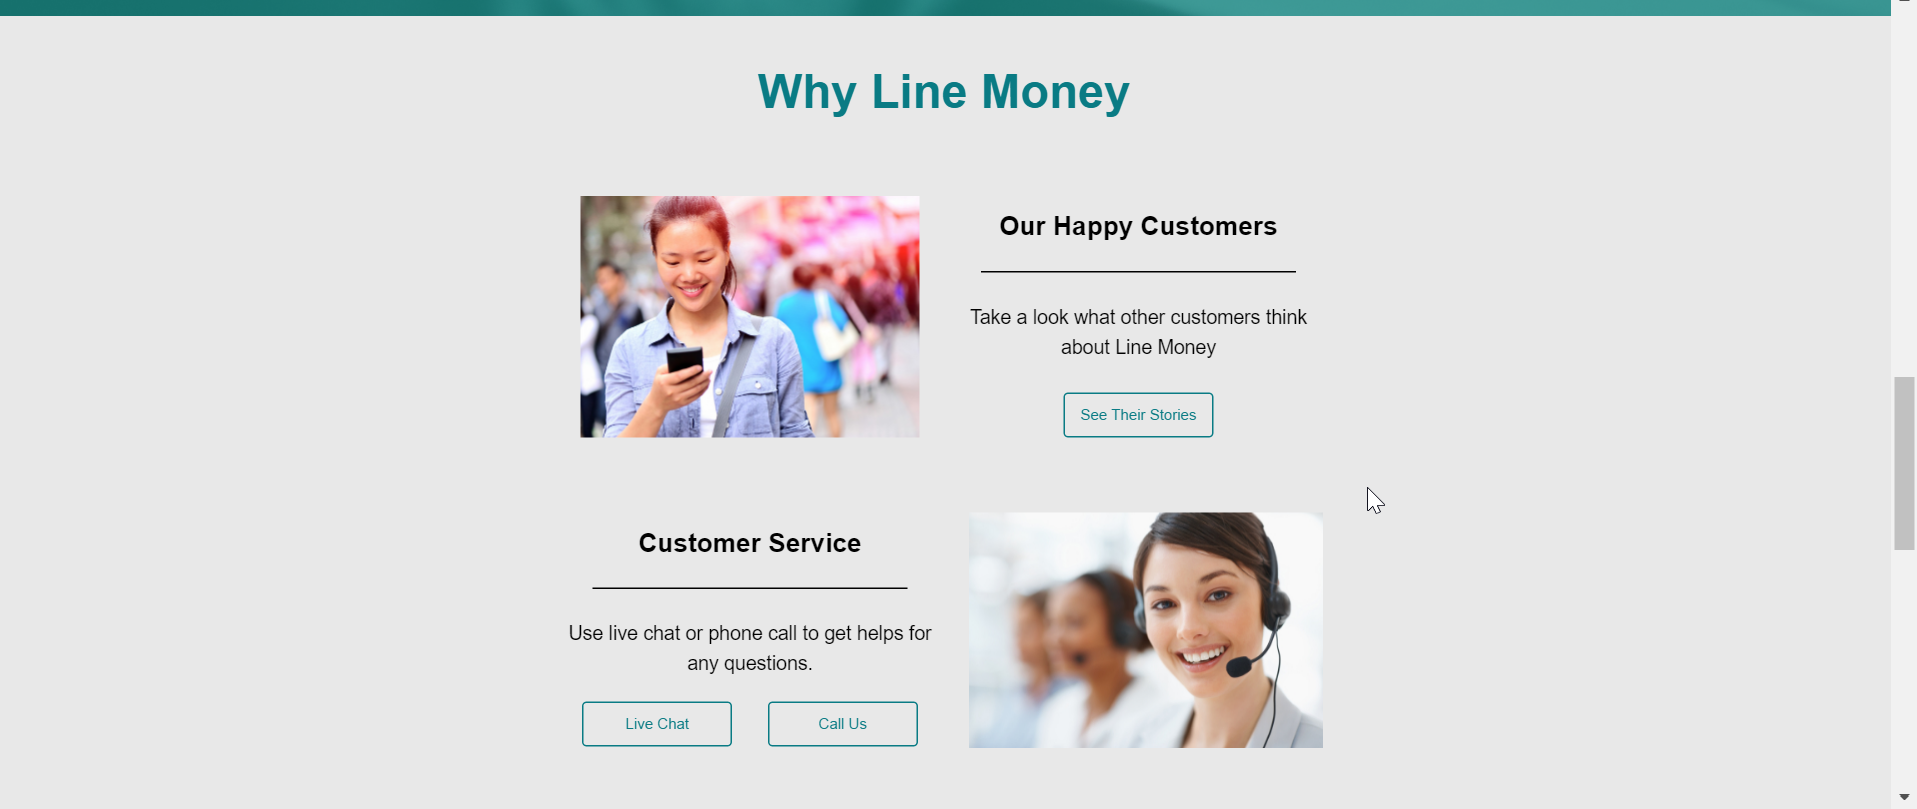 Why Line Money
Our Happy Customers
Take a look what other customers think
about Line Money
See Their Stories
Customer Service
Use live chat or phone call to get helps for
any questions.
Live Chat
Call Us